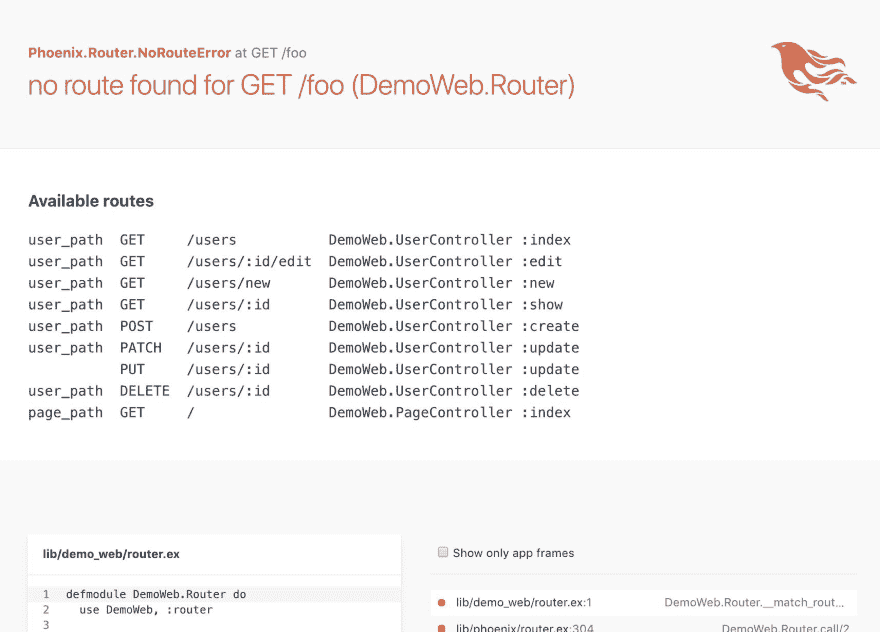 Phoenix.Router.NoRouteError at GET /foo
no route found for GET /foo (DemoWeb.Router)
Available routes
user_path  GET     /users           DemoWeb.UserController :index
user_path  GET     /users/:id/edit  DemoWeb.UserController :edit
user_path  GET     /users/new       DemoWeb.UserController :new
user_path  GET     /users/:id       DemoWeb.UserController :show
user_path  POST    /users           DemoWeb.UserController :create
user_path  PATCH   /users/:id       DemoWeb.UserController :update
           PUT     /users/:id       DemoWeb.UserController :update
user_path  DELETE  /users/:id       DemoWeb.UserController :delete
page_path  GET     /                DemoWeb.PageController :index
lib/demo_web/router.ex
1 defmodule DemoWeb.Router do
2   use DemoWeb, :router
3
Show only app frames
lib/demo_web/router.ex:1 DemoWeb.Router.__match_rout...
lib/phoenix/router.ex:304 DemoWeb.Router.call/2